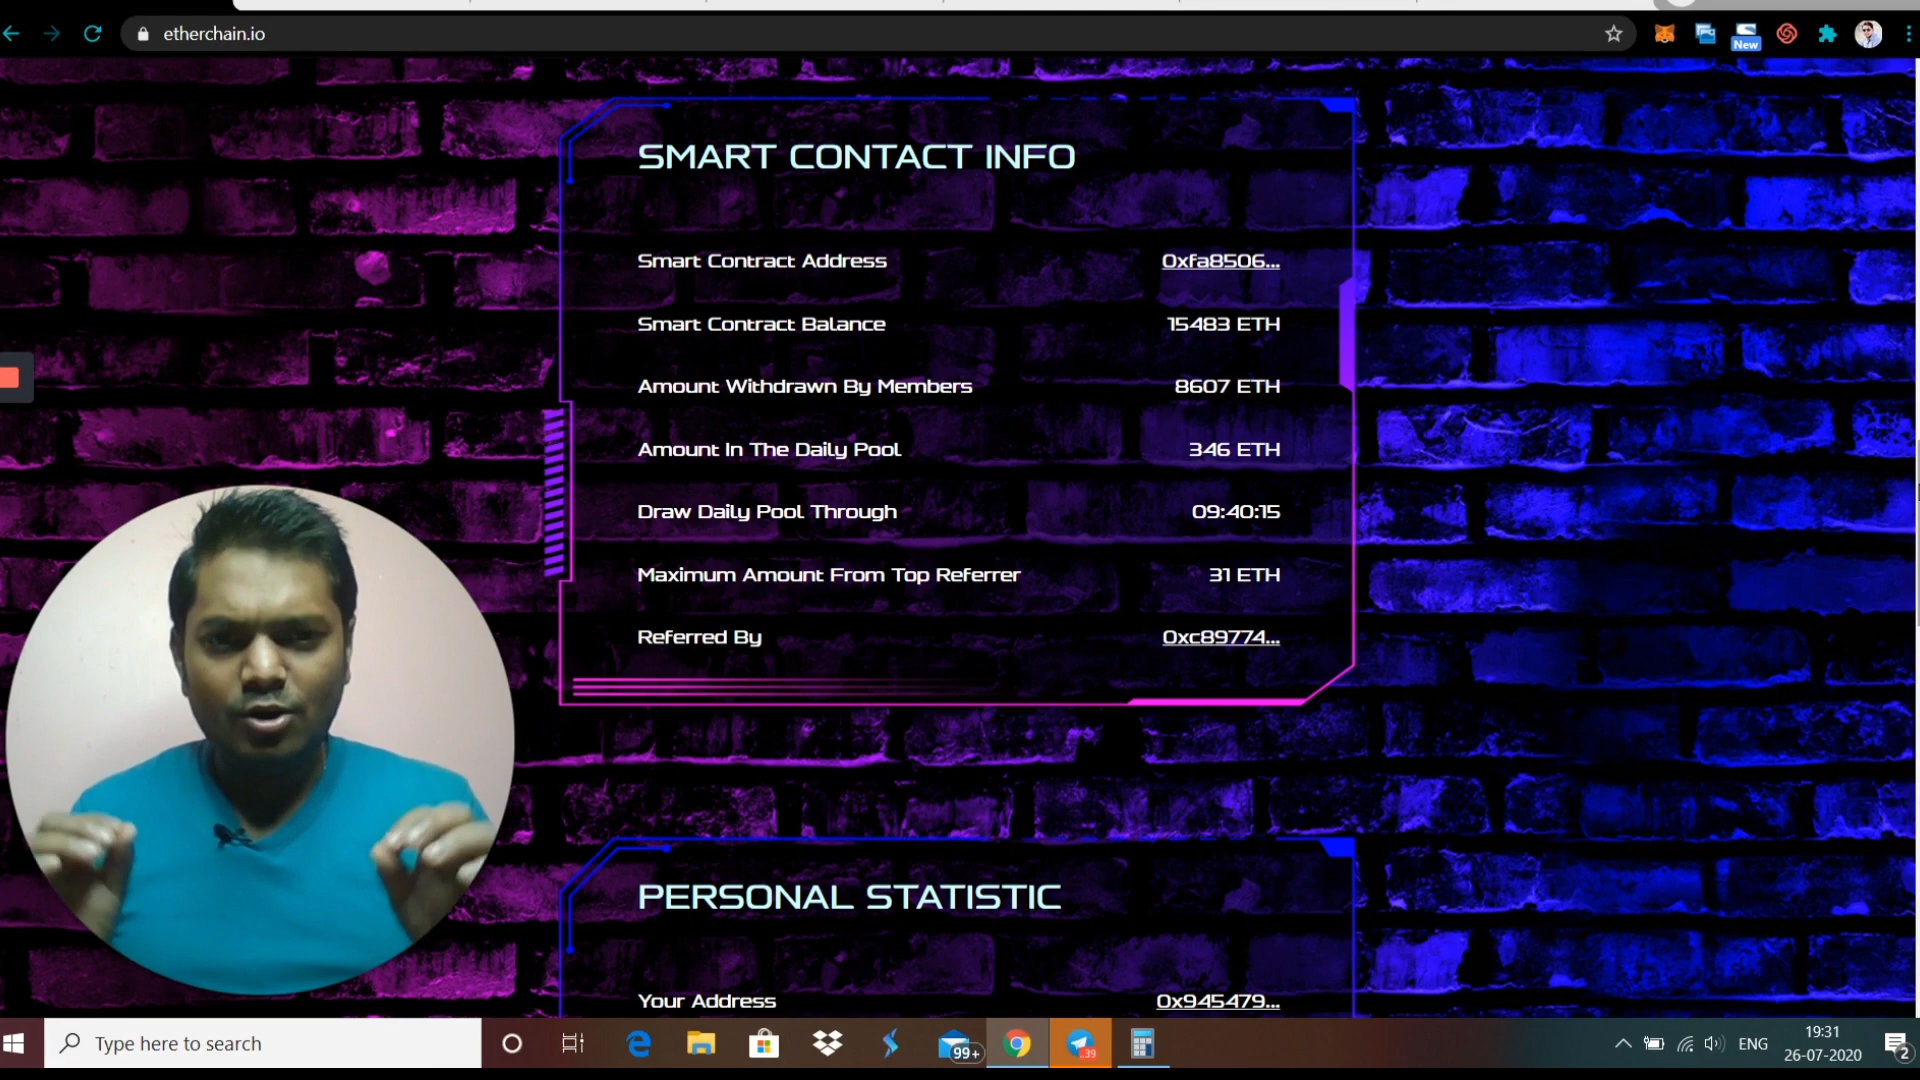 etherchain.io
New
SMART CONTACT INFO
Smart Contract Address 0xfa8506...
Smart Contract Balance 15483 ETH
Amount Withdrawn By Members 8607 ETH
Amount In The Daily Pool 346 ETH
Draw Daily Pool Through 09:40:15
Maximum Amount From Top Referrer 31 ETH
Referred By 0xc89774...
PERSONAL STATISTIC
Your Address 0x945479...
Type here to search
99+
..39
ENG
19:31
26-07-2020
2